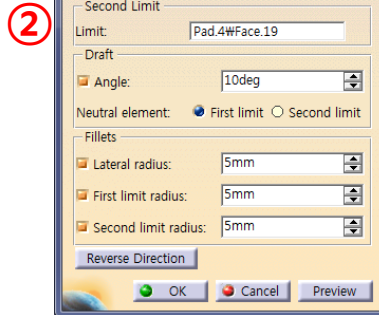 ②
Second Limit
Limit: Pad.4₩Face.19
Draft
Angle: 10deg
Neutral element: First limit Second limit
Fillets
Lateral radius: 5mm
First limit radius: 5mm
Second limit radius: 5mm
Reverse Direction
OK Cancel Preview